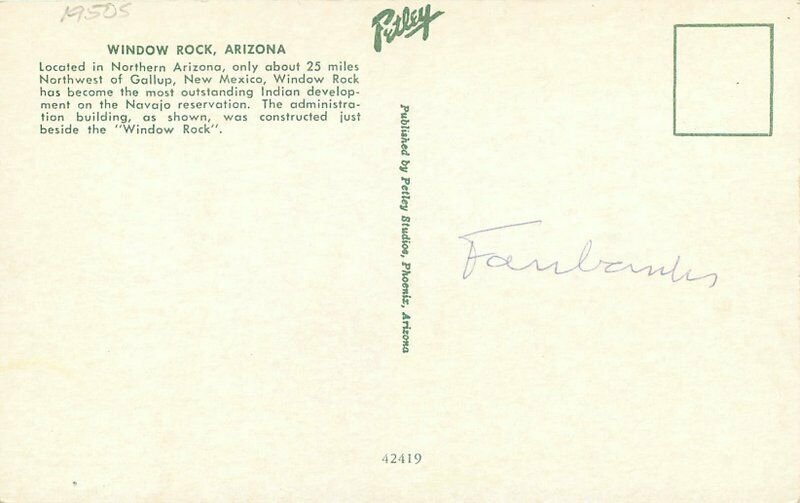 1950s
Petley
WINDOW ROCK, ARIZONA
Located in Northern Arizona, only about 25 miles
Northwest of Gallup, New Mexico, Window Rock
has become the most outstanding Indian develop-
ment on the Navajo reservation. The administra-
tion building, as shown, was constructed just
beside the "Window Rock".
Published by Petley Studios, Phoenix, Arizona
Fairbanks
42419